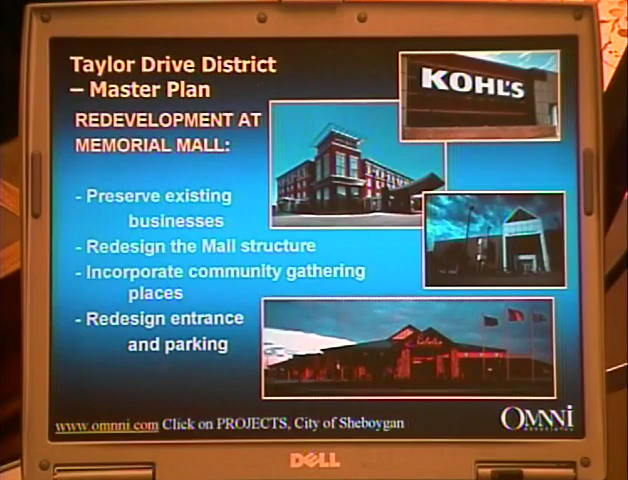 Taylor Drive District
– Master Plan
REDEVELOPMENT AT
MEMORIAL MALL:
- Preserve existing
businesses
- Redesign the Mall structure
- Incorporate community gathering
places
- Redesign entrance
and parking
KOHL'S
www.omnni.com Click on PROJECTS, City of Sheboygan
OMNNI
ASSOCIATES
DELL